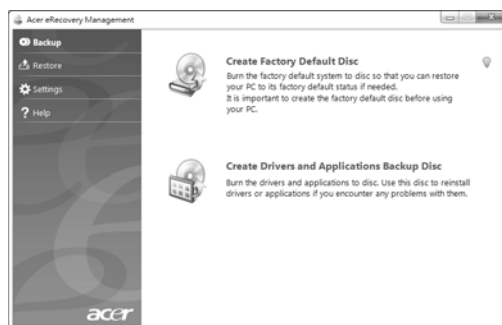 Acer eRecovery Management
Backup
Restore
Settings
? Help
Create Factory Default Disc
Burn the factory default system to disc so that you can restore
your PC to its factory default status if needed.
It is important to create the factory default disc before using
your PC.
Create Drivers and Applications Backup Disc
Burn the drivers and applications to disc. Use this disc to reinstall
drivers or applications if you encounter any problems with them.
acer